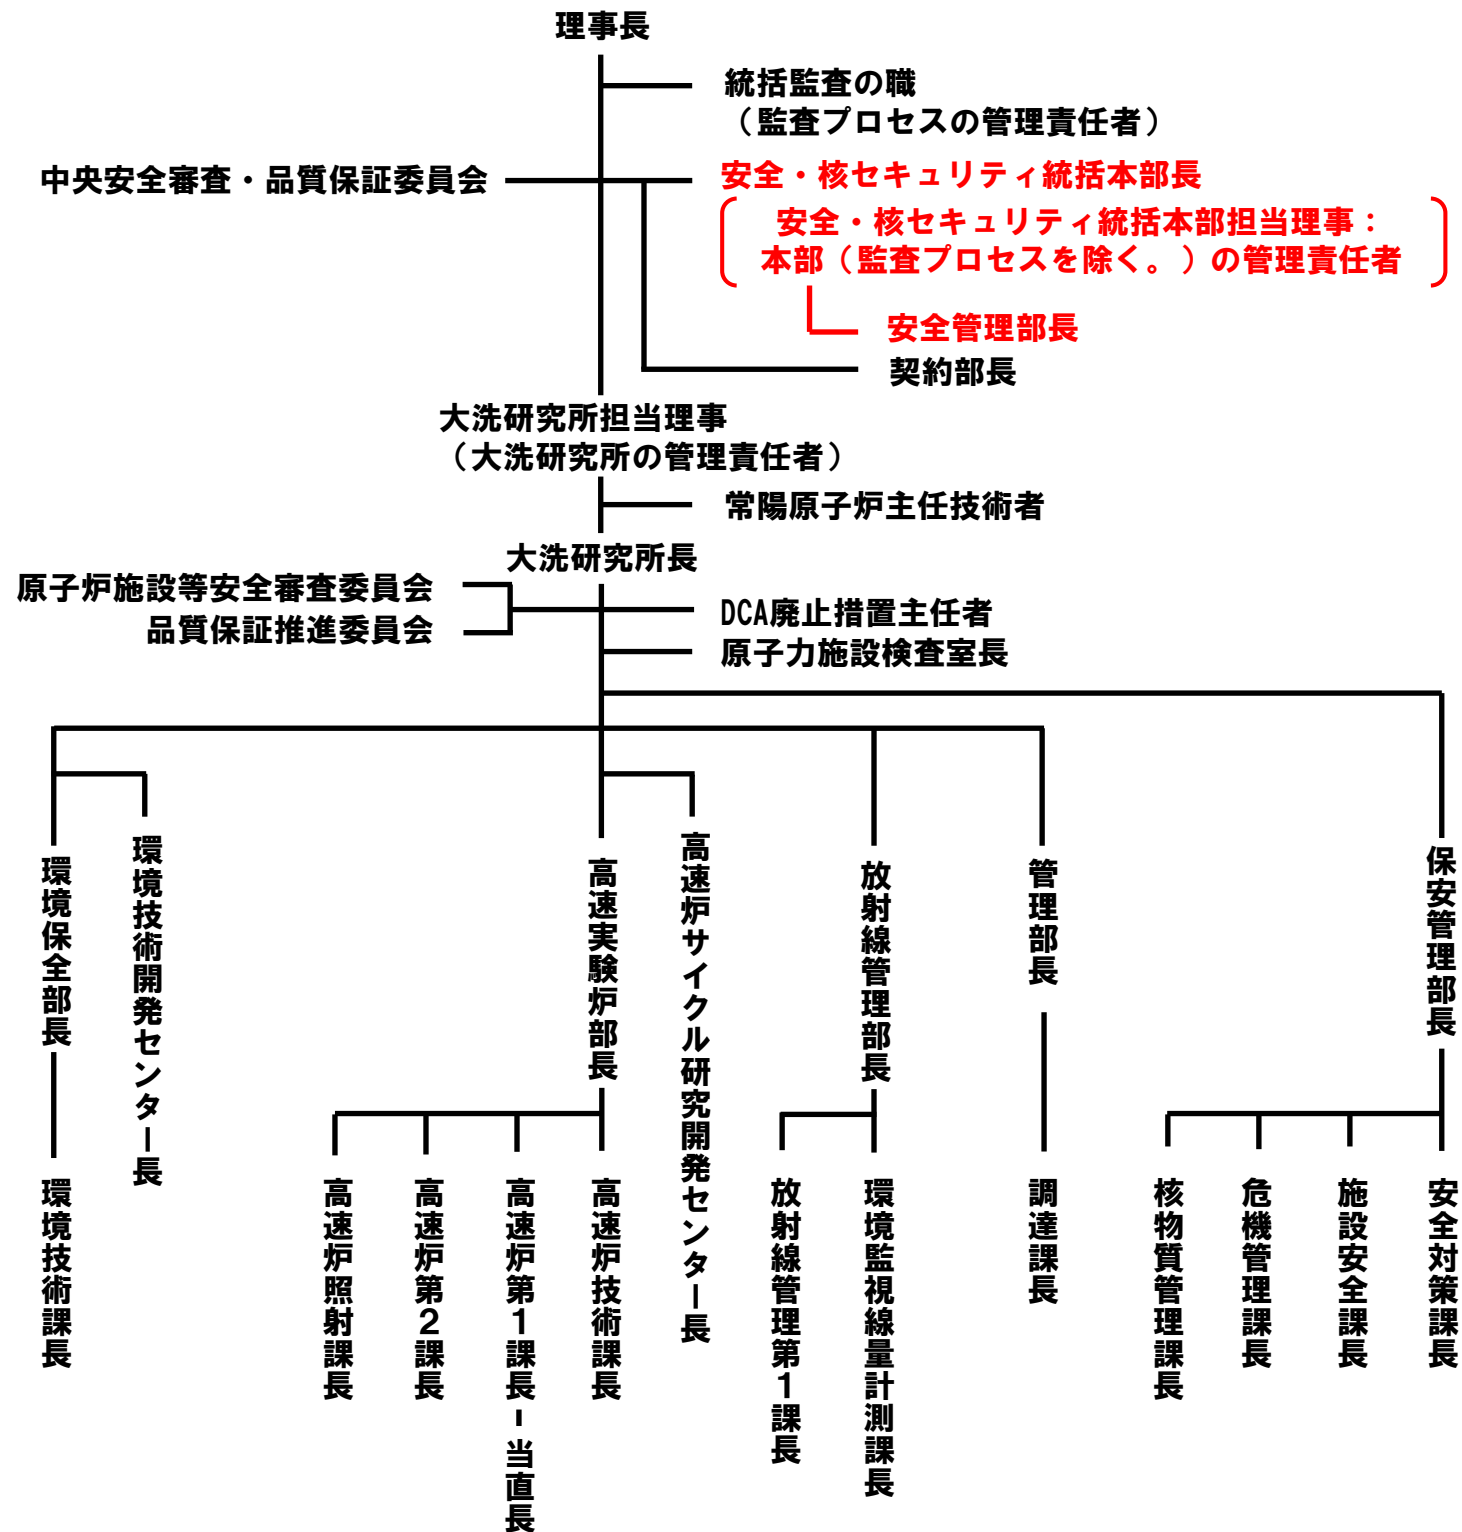 理事長
統括監査の職
（監査プロセスの管理責任者）
中央安全審査・品質保証委員会
安全・核セキュリティ統括本部長
安全・核セキュリティ統括本部担当理事：
本部（監査プロセスを除く。）の管理責任者
安全管理部長
契約部長
大洗研究所担当理事
（大洗研究所の管理責任者）
常陽原子炉主任技術者
大洗研究所長
原子炉施設等安全審査委員会
品質保証推進委員会
DCA廃止措置主任者
原子力施設検査室長
環境保全部長
環境技術開発センター長
高速実験炉部長
高速炉サイクル研究開発センター長
放射線管理部長
管理部長
保安管理部長
環境技術課長
高速炉照射課長
高速炉第２課長
高速炉第１課長-当直長
高速炉技術課長
放射線管理第１課長
環境監視線量計測課長
調達課長
核物質管理課長
危機管理課長
施設安全課長
安全対策課長